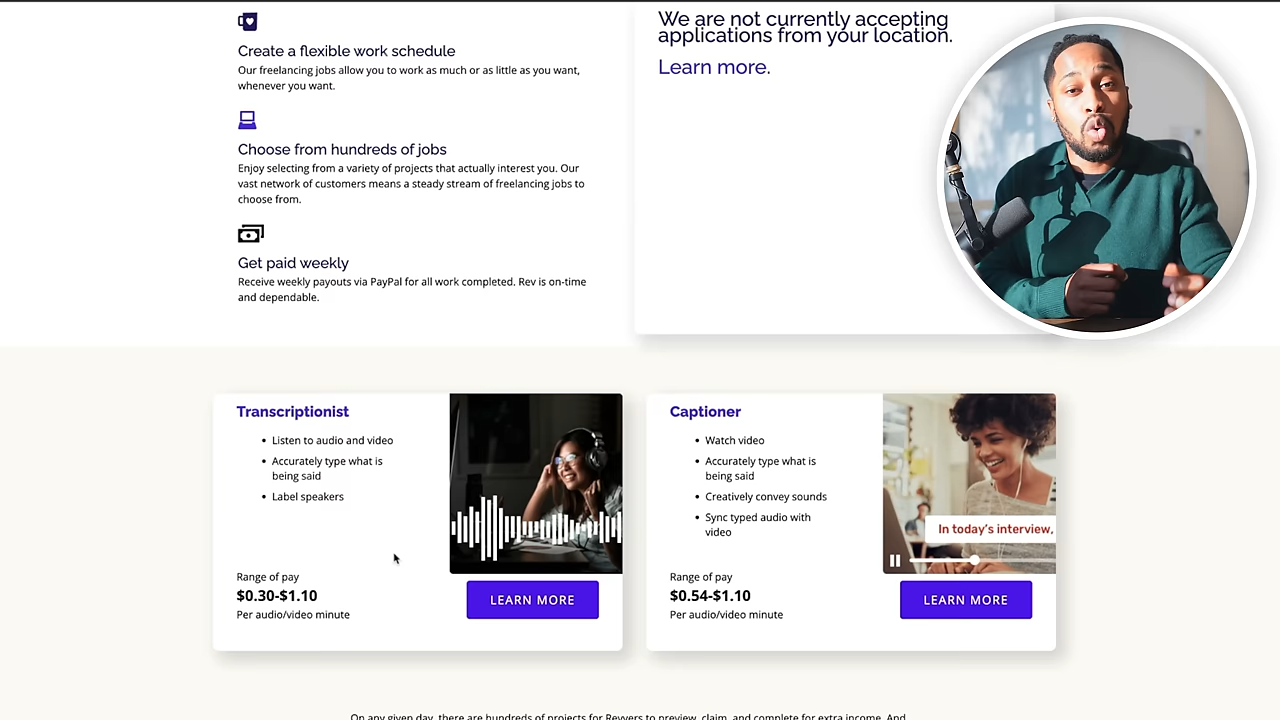 Create a flexible work schedule
Our freelancing jobs allow you to work as much or as little as you want,
whenever you want.
Choose from hundreds of jobs
Enjoy selecting from a variety of projects that actually interest you. Our
vast network of customers means a steady stream of freelancing jobs to
choose from.
Get paid weekly
Receive weekly payouts via PayPal for all work completed. Rev is on-time
and dependable.
We are not currently accepting
applications from your location.
Learn more.
Transcriptionist
• Listen to audio and video
• Accurately type what is
being said
• Label speakers
Range of pay
$0.30-$1.10
Per audio/video minute
LEARN MORE
Captioner
• Watch video
• Accurately type what is
being said
• Creatively convey sounds
• Sync typed audio with
video
In today's interview,
Range of pay
$0.54-$1.10
Per audio/video minute
LEARN MORE
On any given day, there are hundreds of projects for Revvers to preview, claim, and complete for extra income. And